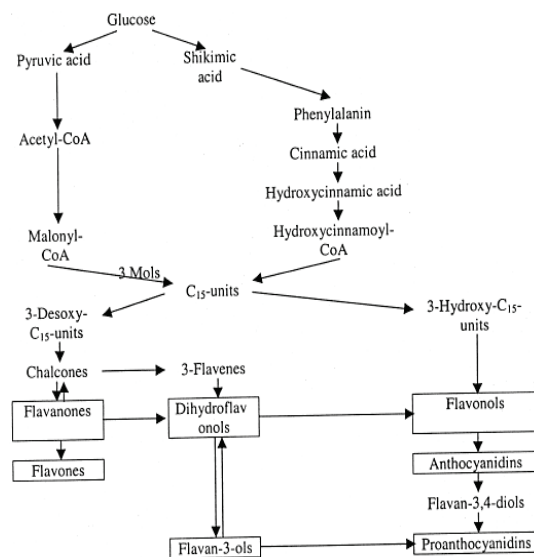 Glucose
Pyruvic acid
Shikimic
acid
Phenylalanin
Acetyl-CoA
Cinnamic acid
Hydroxycinnamic acid
Malonyl-
CoA
Hydroxycinnamoyl-
CoA
3 Mols
C₁₅-units
3-Desoxy-
C₁₅-units
3-Hydroxy-C₁₅-
units
Chalcones
3-Flavenes
Flavanones
Dihydroflav
onols
Flavonols
Flavones
Anthocyanidins
Flavan-3,4-diols
Flavan-3-ols
Proanthocyanidins